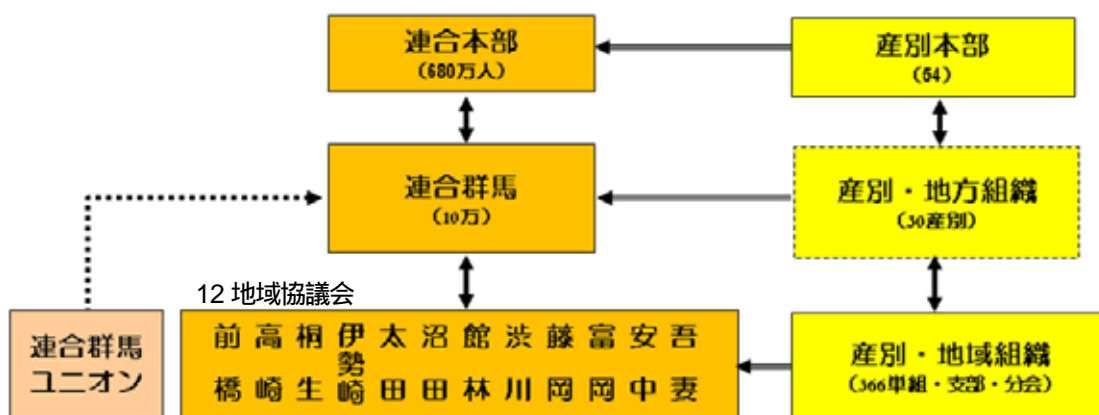 連合本部
(680万人)
産別本部
(54)
連合群馬
(10万)
産別・地方組織
(30産別)
12 地域協議会
連合群馬
ユニオン
前橋 高崎 桐生 伊勢崎 太田 沼田 館林 渋川 藤岡 富岡 安中 吾妻
産別・地域組織
(366単組・支部・分会)